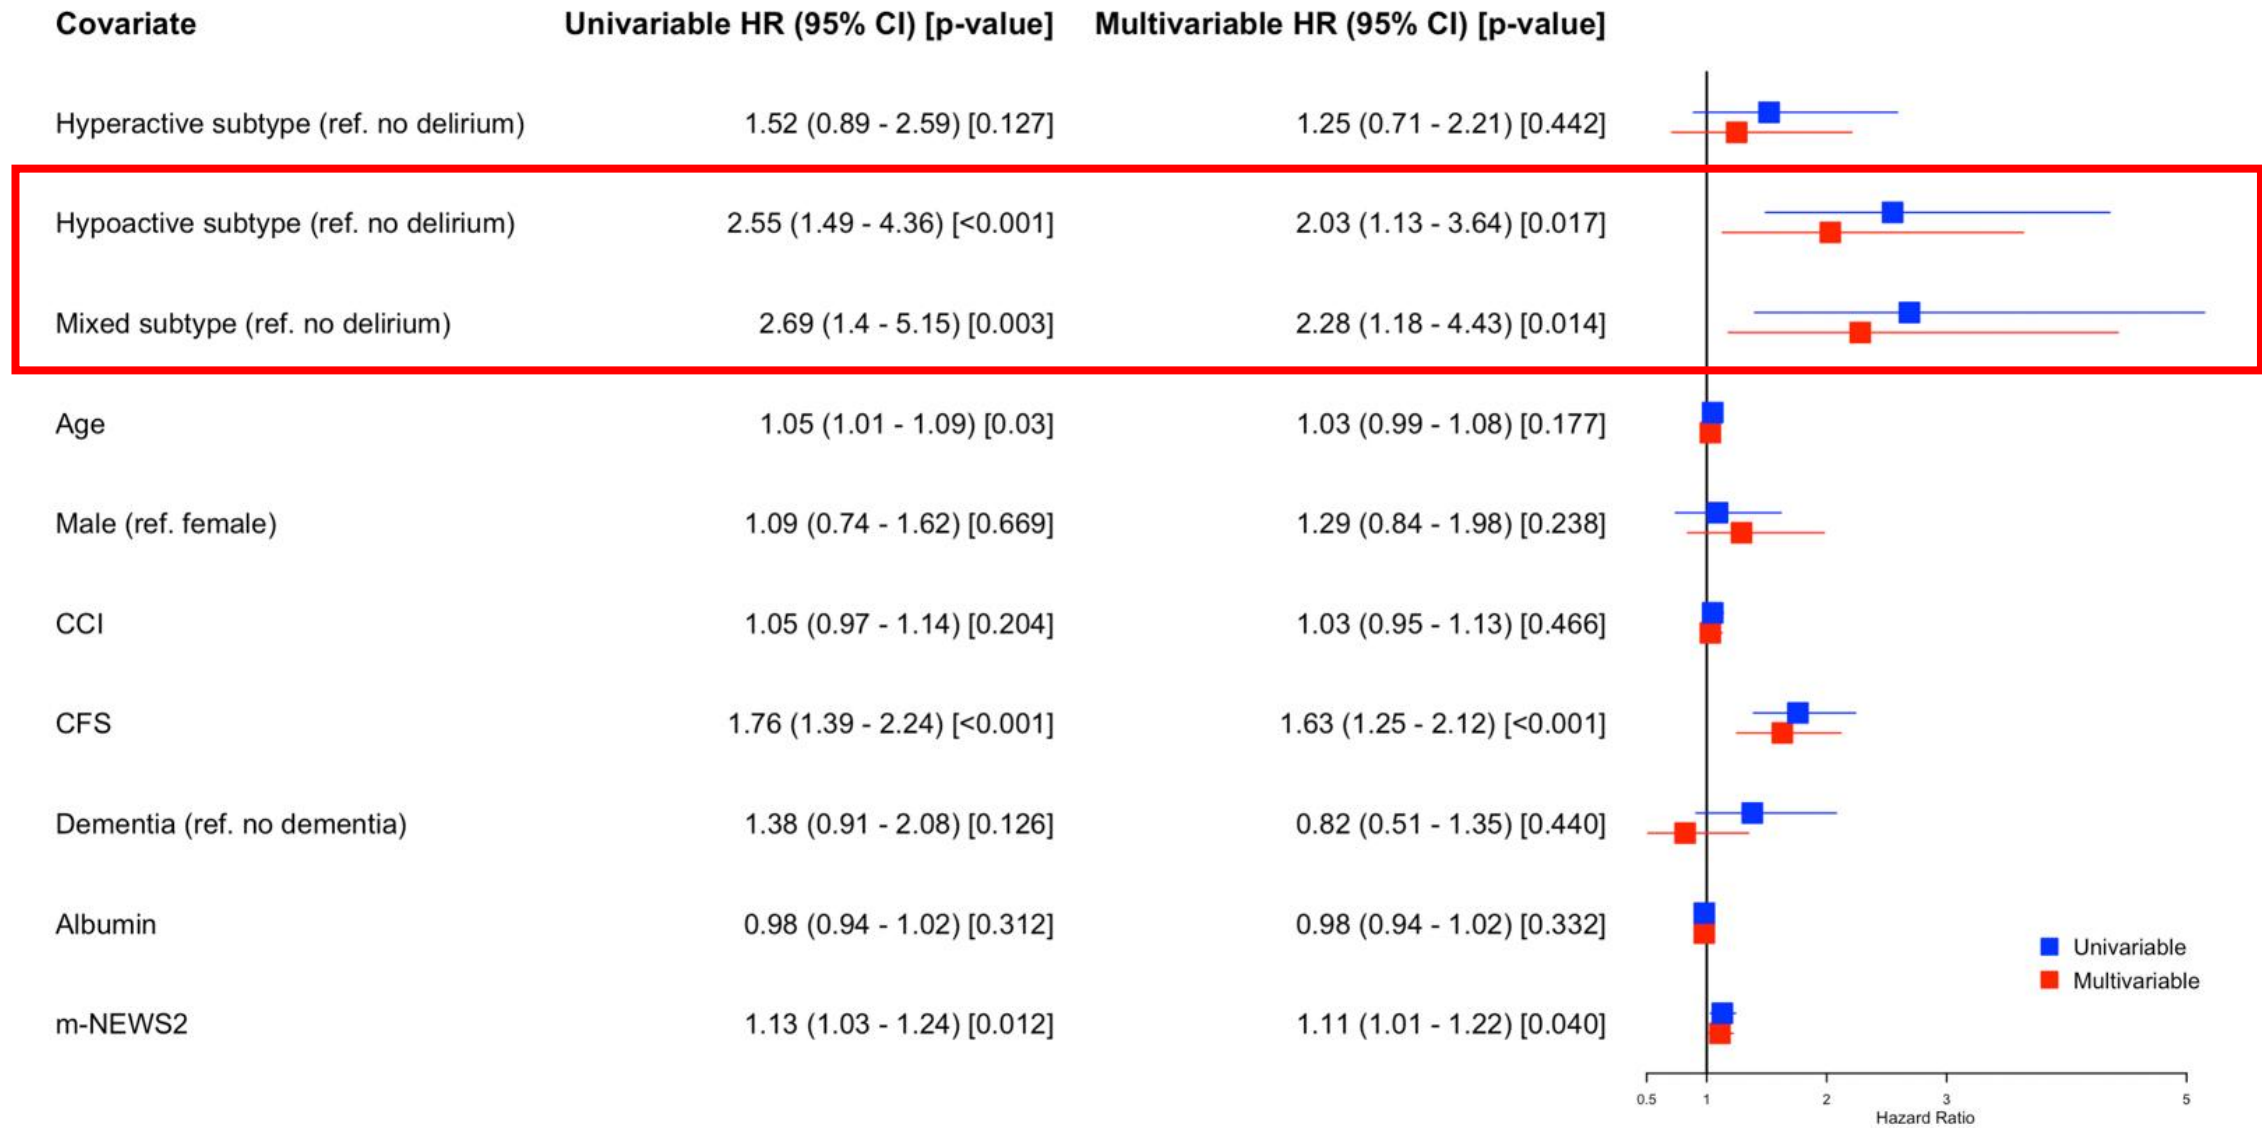 Covariate Univariable HR (95% CI) [p-value] Multivariable HR (95% CI) [p-value]
Hyperactive subtype (ref. no delirium) 1.52 (0.89 - 2.59) [0.127] 1.25 (0.71 - 2.21) [0.442]
Hypoactive subtype (ref. no delirium) 2.55 (1.49 - 4.36) [<0.001] 2.03 (1.13 - 3.64) [0.017]
Mixed subtype (ref. no delirium) 2.69 (1.4 - 5.15) [0.003] 2.28 (1.18 - 4.43) [0.014]
Age 1.05 (1.01 - 1.09) [0.03] 1.03 (0.99 - 1.08) [0.177]
Male (ref. female) 1.09 (0.74 - 1.62) [0.669] 1.29 (0.84 - 1.98) [0.238]
CCI 1.05 (0.97 - 1.14) [0.204] 1.03 (0.95 - 1.13) [0.466]
CFS 1.76 (1.39 - 2.24) [<0.001] 1.63 (1.25 - 2.12) [<0.001]
Dementia (ref. no dementia) 1.38 (0.91 - 2.08) [0.126] 0.82 (0.51 - 1.35) [0.440]
Albumin 0.98 (0.94 - 1.02) [0.312] 0.98 (0.94 - 1.02) [0.332]
Univariable
Multivariable
m-NEWS2 1.13 (1.03 - 1.24) [0.012] 1.11 (1.01 - 1.22) [0.040]
0.5 1 2 3 5
Hazard Ratio